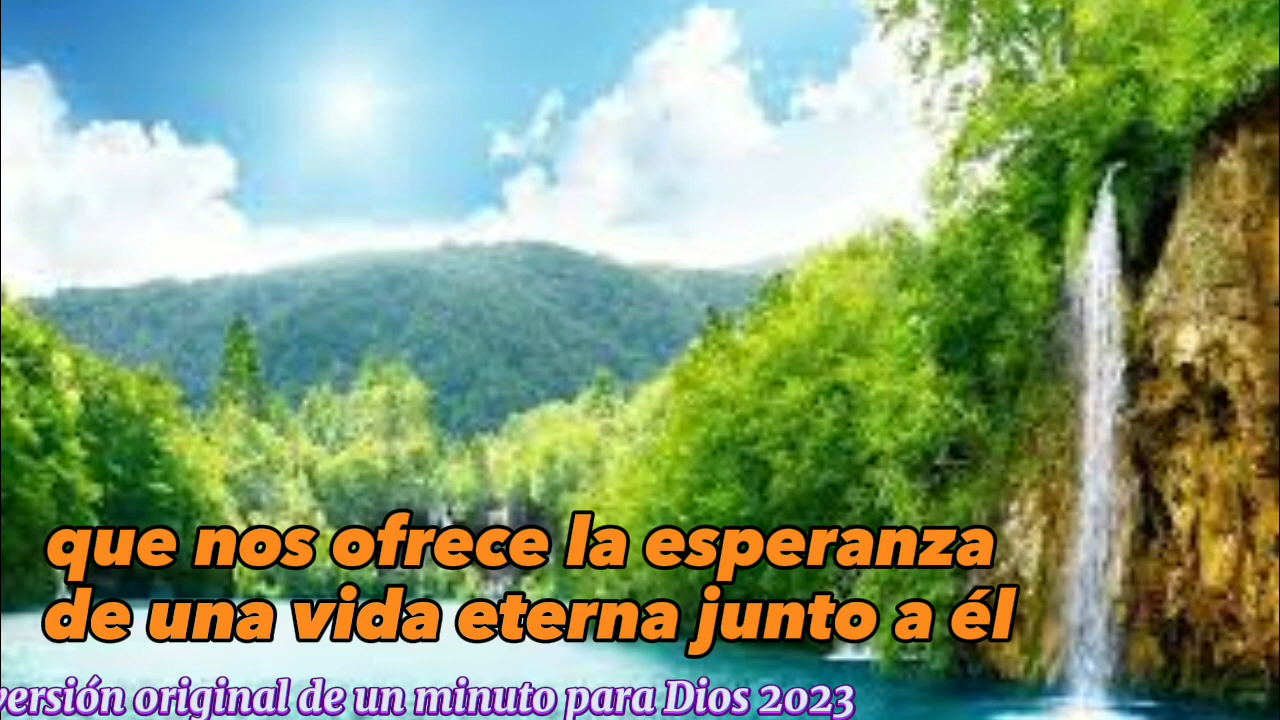 que nos ofrece la esperanza
de una vida eterna junto a él
versión original de un minuto para Dios 2023